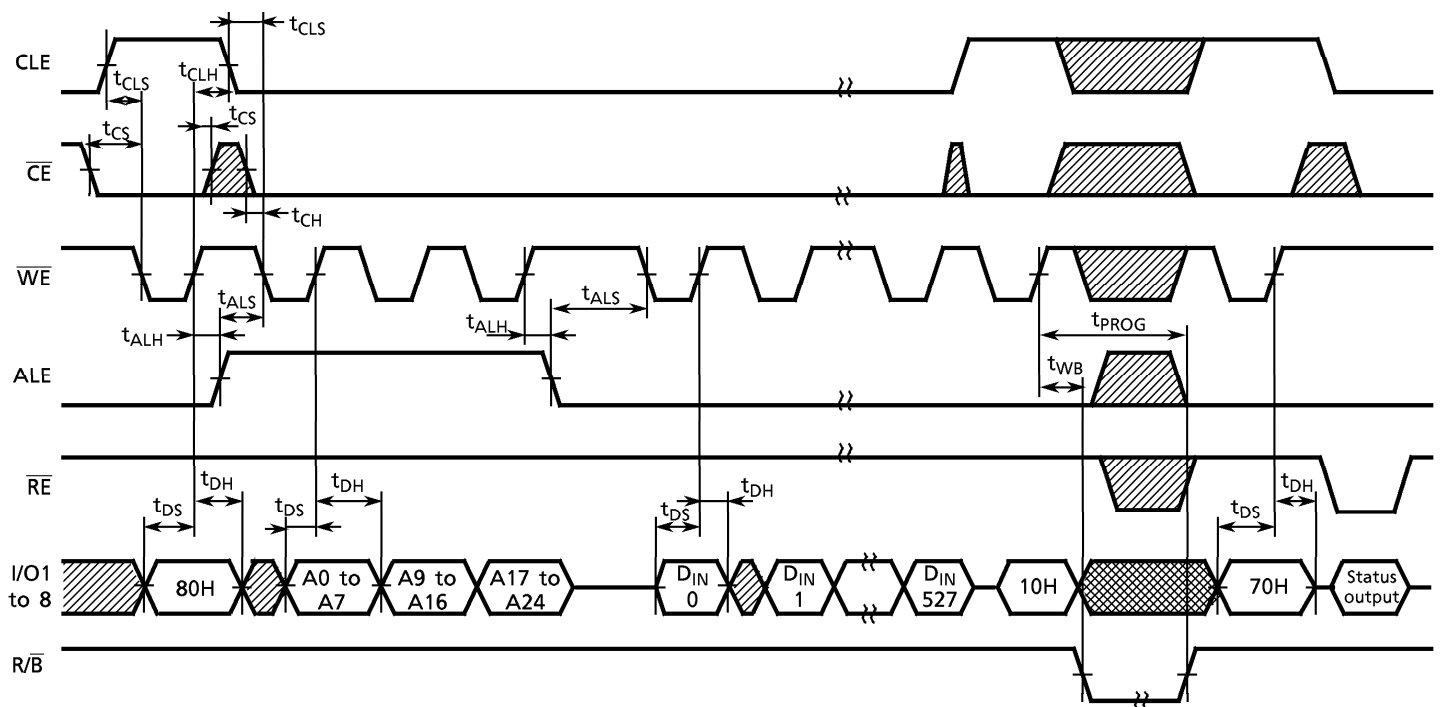 tCLS
CLE
tCLS
tCLH
tCS
tCS
CE
tCH
WE
tALS
tALS
tALH
tALH
tPROG
tWB
ALE
RE
tDH
tDH
tDH
tDH
tDS
tDS
tDS
tDS
I/O1
to 8
80H
A0 to
A7
A9 to
A16
A17 to
A24
DIN
0
DIN
1
DIN
527
10H
70H
Status
output
R/B